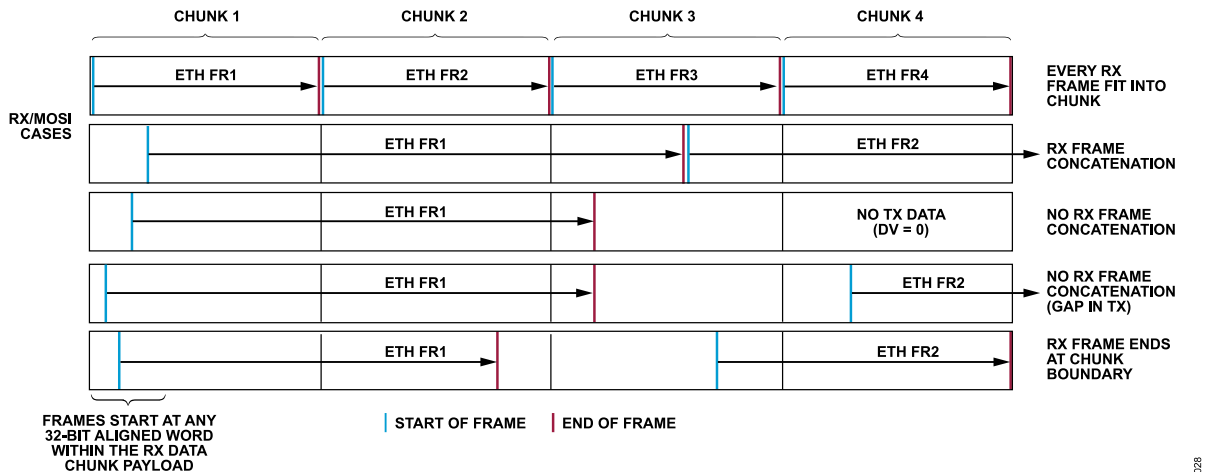 CHUNK 1
CHUNK 2
CHUNK 3
CHUNK 4
RX/MOSI
CASES
ETH FR1
ETH FR2
ETH FR3
ETH FR4
EVERY RX
FRAME FIT INTO
CHUNK
ETH FR1
ETH FR2
RX FRAME
CONCATENATION
ETH FR1
NO TX DATA
(DV = 0)
NO RX FRAME
CONCATENATION
ETH FR1
ETH FR2
NO RX FRAME
CONCATENATION
(GAP IN TX)
ETH FR1
ETH FR2
RX FRAME ENDS
AT CHUNK
BOUNDARY
FRAMES START AT ANY
32-BIT ALIGNED WORD
WITHIN THE RX DATA
CHUNK PAYLOAD
START OF FRAME
END OF FRAME
028